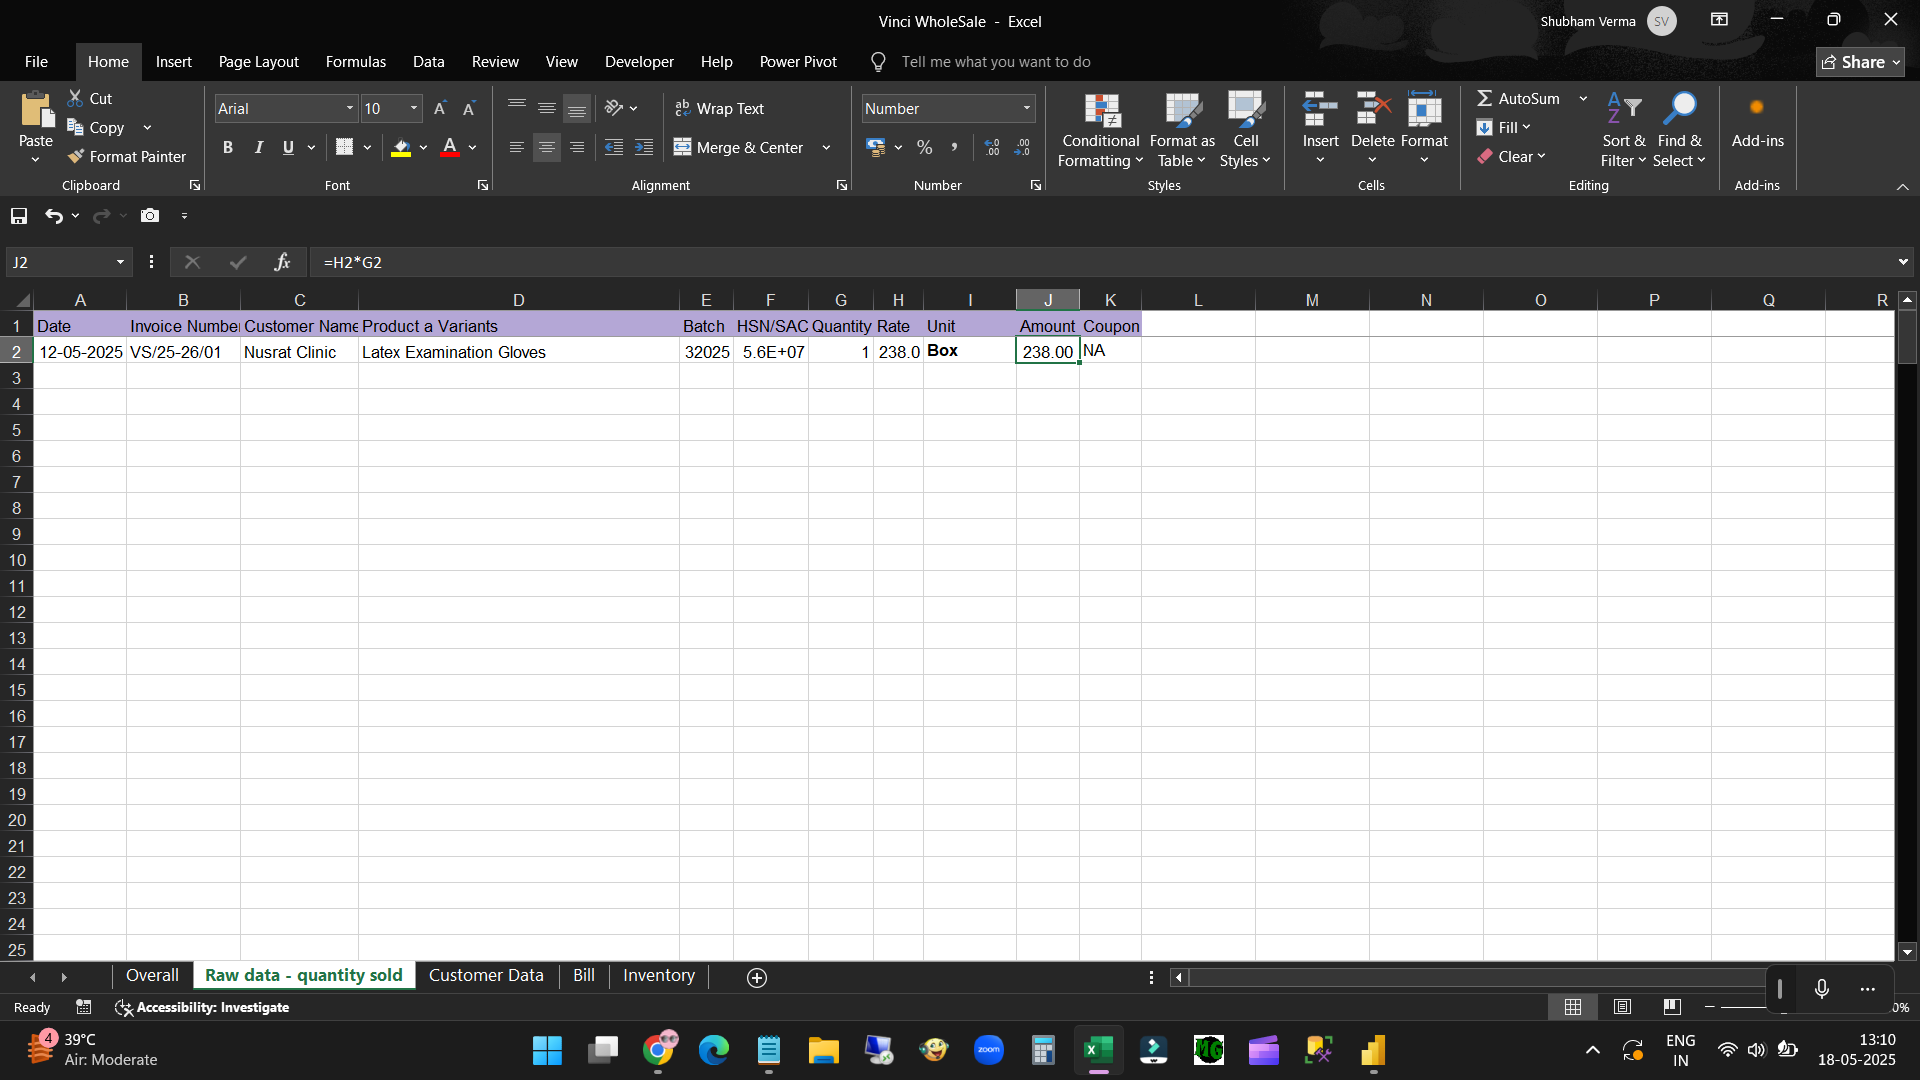 Vinci WholeSale - Excel
Shubham Verma SV
File Home Insert Page Layout Formulas Data Review View Developer Help Power Pivot Tell me what you want to do Share
Paste Cut Copy Format Painter Clipboard
Arial 10 B I U A Font
ab Wrap Text Merge & Center Alignment
Number % Number
Conditional Formatting Format as Table Cell Styles Styles
Insert Delete Format Cells
AutoSum Fill Clear Sort & Filter Find & Select Editing
Add-ins Add-ins
J2 fx =H2*G2
A B C D E F G H I J K L M N O P Q R
1 Date Invoice Numbe Customer Name Product a Variants Batch HSN/SAC Quantity Rate Unit Amount Coupon
2 12-05-2025 VS/25-26/01 Nusrat Clinic Latex Examination Gloves 32025 5.6E+07 1 238.0 Box 238.00 NA
3
4
5
6
7
8
9
10
11
12
13
14
15
16
17
18
19
20
21
22
23
24
25
Overall Raw data - quantity sold Customer Data Bill Inventory
Ready Accessibility: Investigate
4 39°C
Air: Moderate
zoom
ENG
IN
13:10
18-05-2025